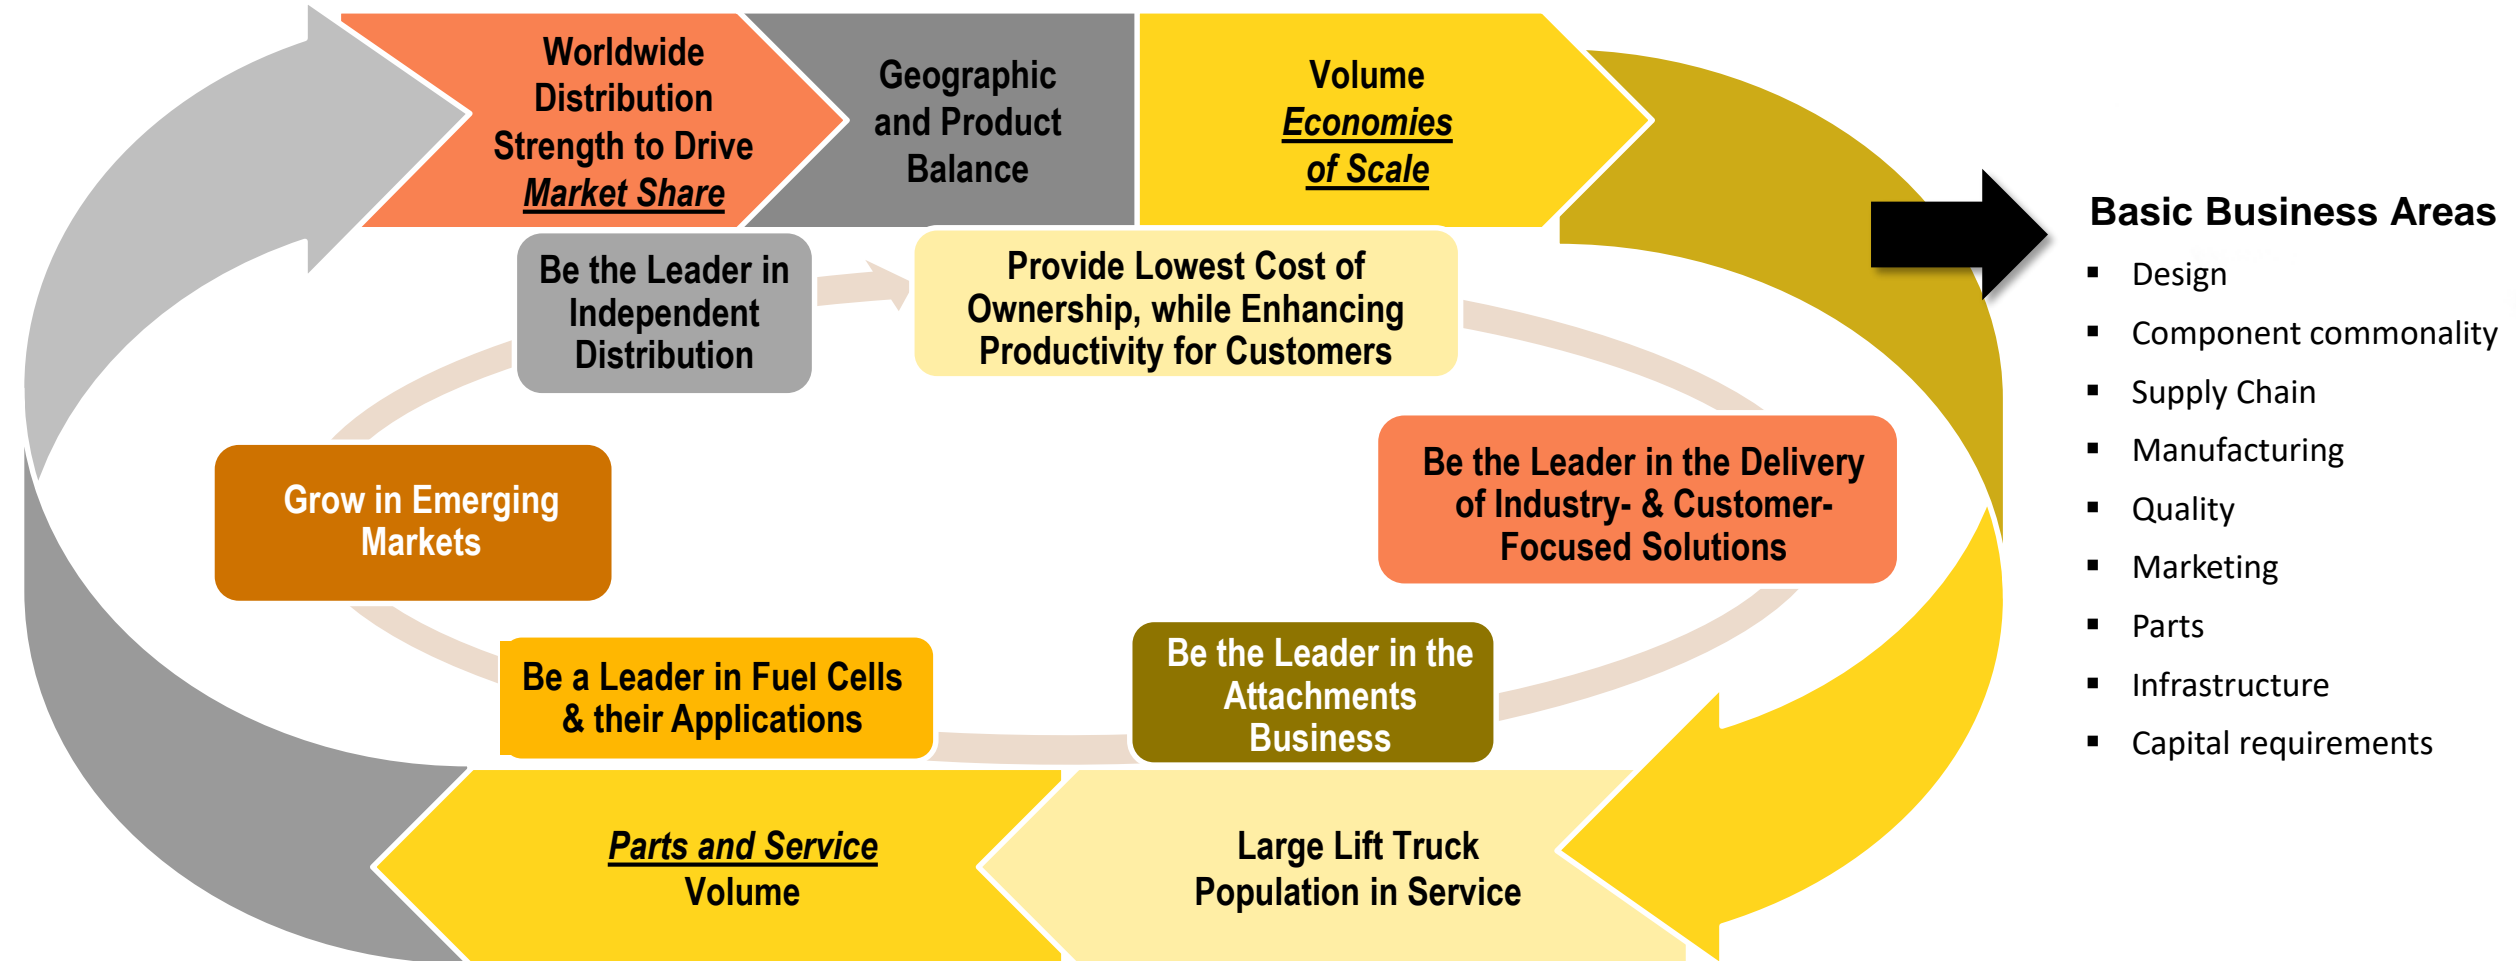 Worldwide
Distribution
Strength to Drive
Market Share
Geographic
and Product
Balance
Volume
Economies
of Scale
Be the Leader in
Independent
Distribution
Provide Lowest Cost of
Ownership, while Enhancing
Productivity for Customers
Be the Leader in the Delivery
of Industry- & Customer-
Focused Solutions
Be the Leader in the
Attachments
Business
Be a Leader in Fuel Cells
& their Applications
Grow in Emerging
Markets
Large Lift Truck
Population in Service
Parts and Service
Volume
Basic Business Areas
▪ Design
▪ Component commonality
▪ Supply Chain
▪ Manufacturing
▪ Quality
▪ Marketing
▪ Parts
▪ Infrastructure
▪ Capital requirements